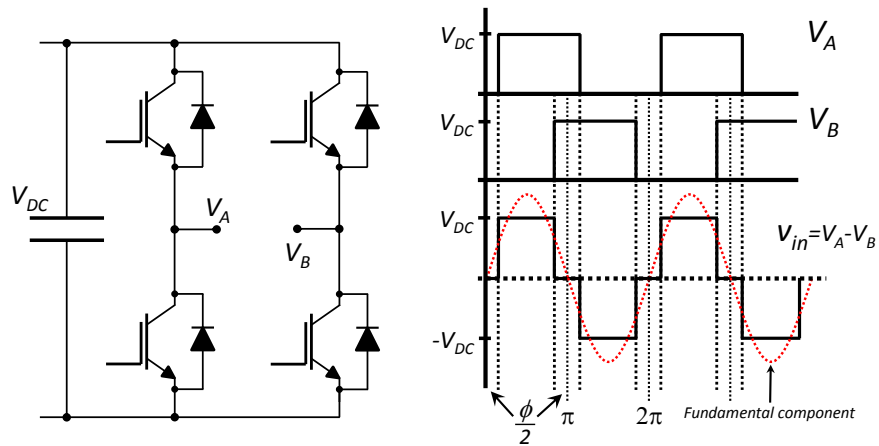 V_DC
V_A
V_B
V_DC
V_A
V_DC
V_B
V_DC
v_in=V_A-V_B
-V_DC
ϕ/2
π
2π
Fundamental component